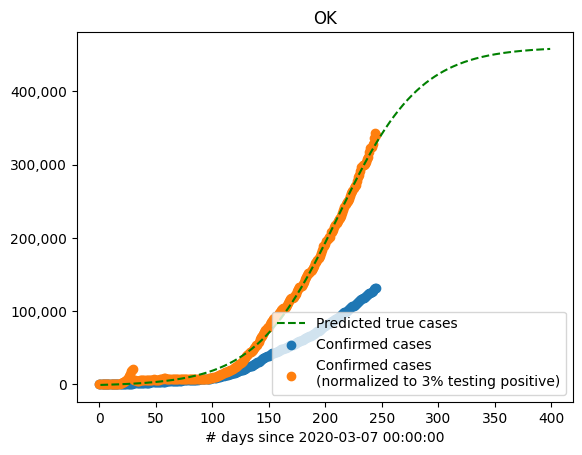 OK
400,000
300,000
200,000
100,000
0
Predicted true cases
Confirmed cases
Confirmed cases
(normalized to 3% testing positive)
0 50 100 150 200 250 300 350 400
# days since 2020-03-07 00:00:00